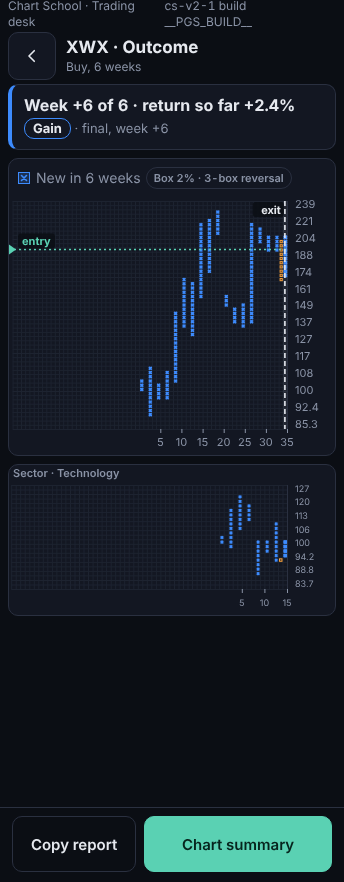 Chart School · Trading desk
cs-v2-1 build __PGS_BUILD__
XWX · Outcome
Buy, 6 weeks
Week +6 of 6 · return so far +2.4%
Gain · final, week +6
New in 6 weeks
Box 2% · 3-box reversal
exit
entry
239
221
204
188
174
161
149
137
127
117
108
100
92.4
85.3
5 10 15 20 25 30 35
Sector · Technology
127
120
113
106
100
94.2
88.8
83.7
5 10 15
Copy report
Chart summary